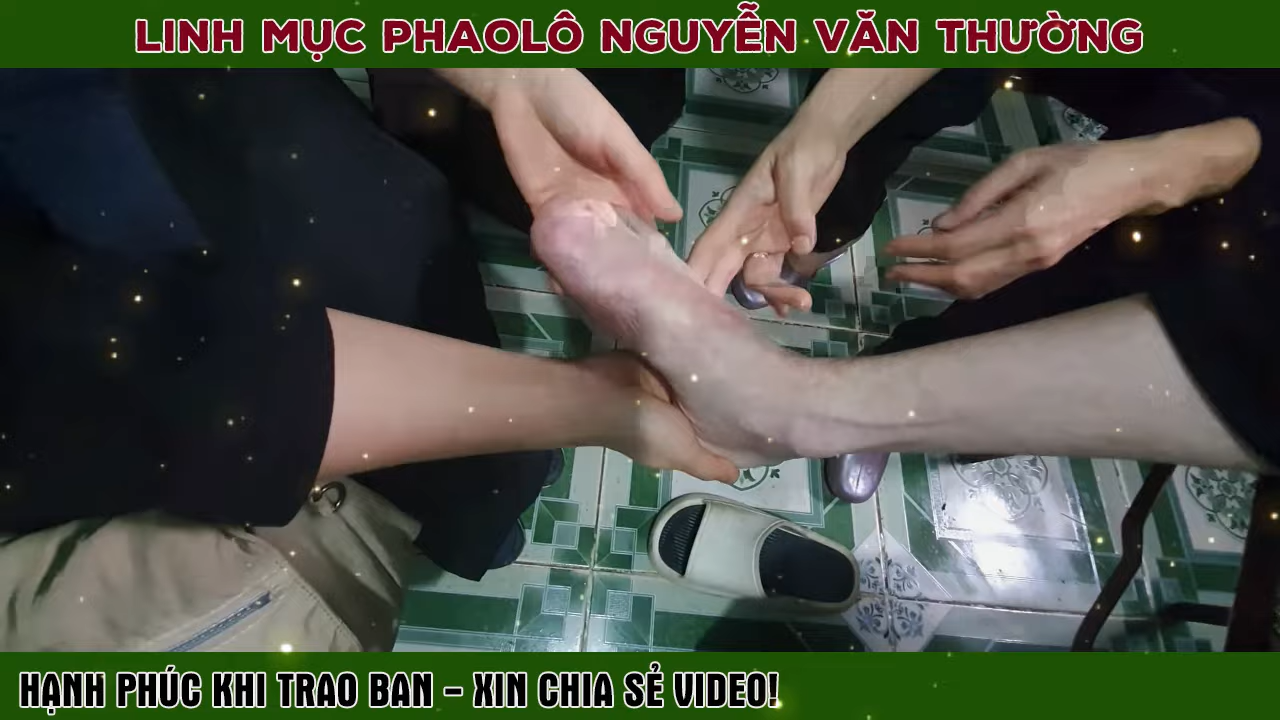 LINH MỤC PHAOLÔ NGUYỄN VĂN THƯỜNG
HẠNH PHÚC KHI TRAO BAN – XIN CHIA SẺ VIDEO!